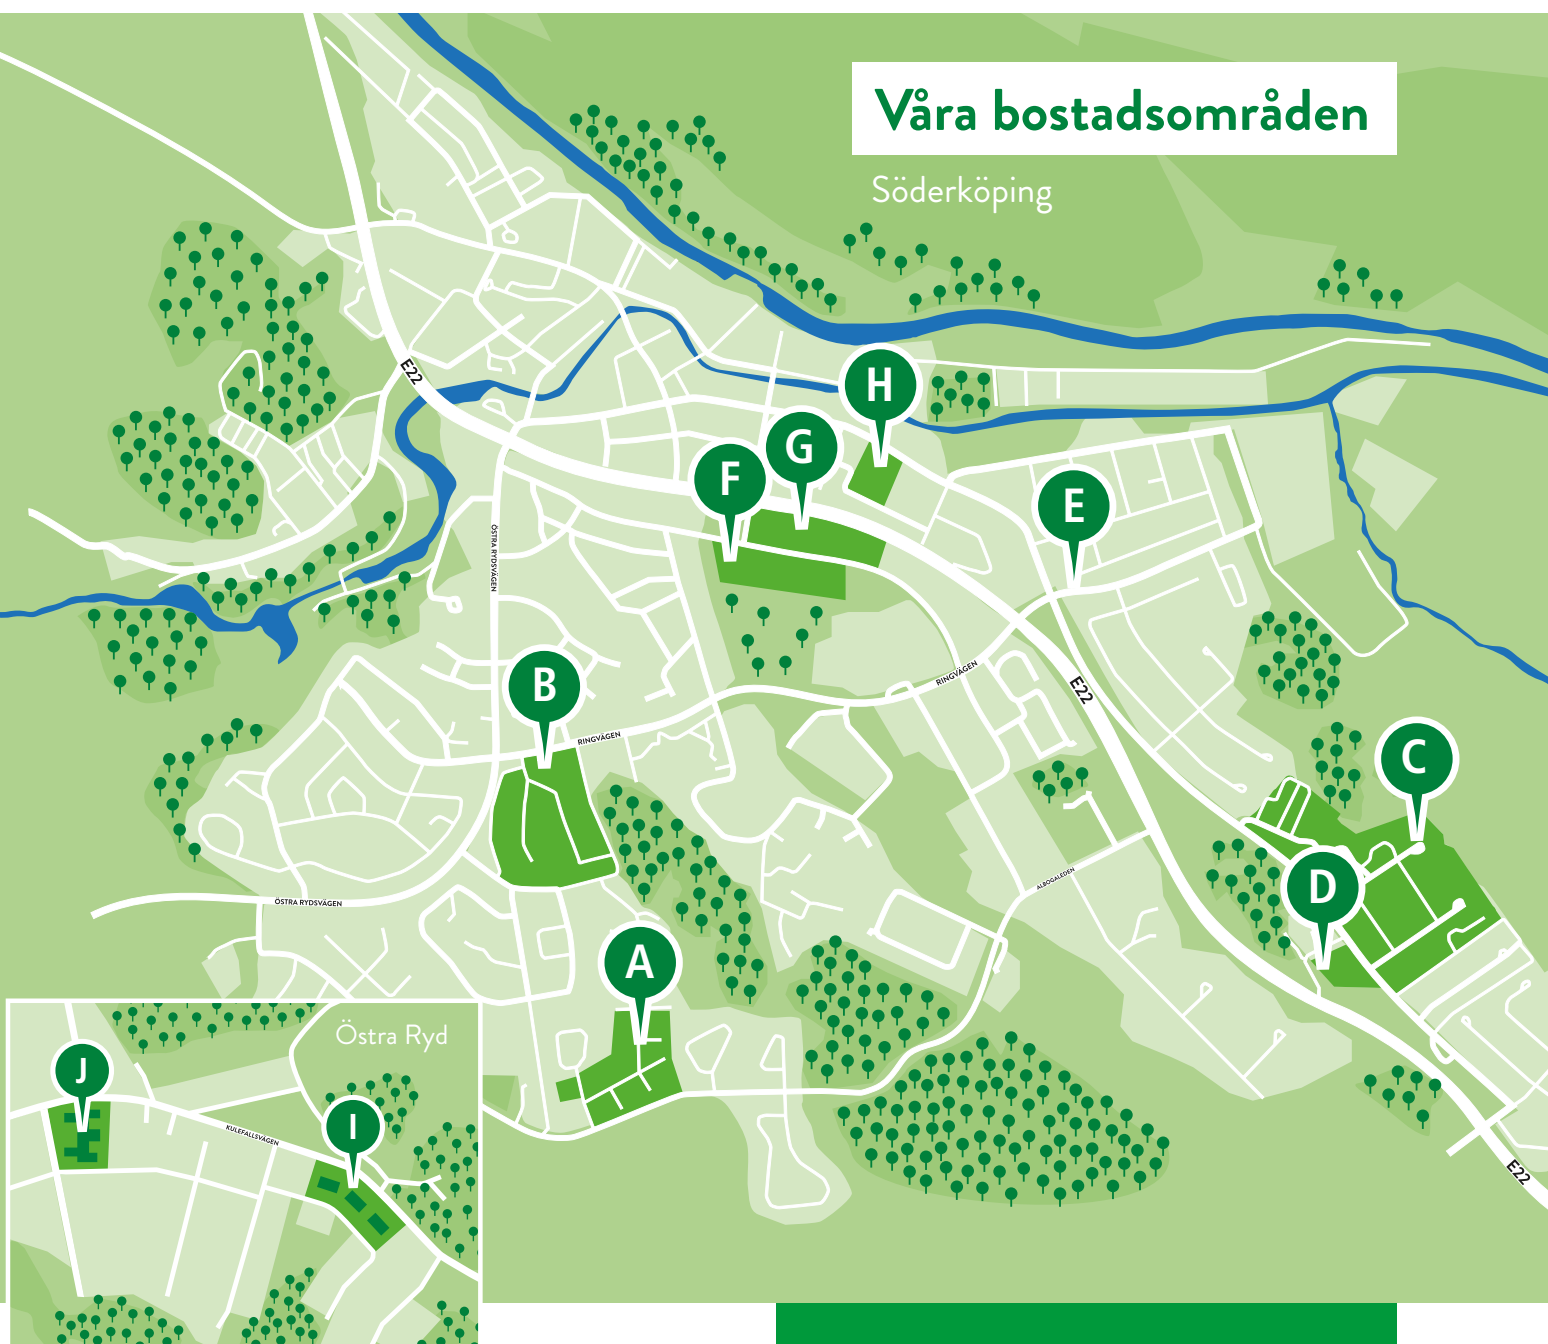 Våra bostadsområden
Söderköping
E22
H
G
F
E
ÖSTRA RYDSVÄGEN
B
RINGVÄGEN
RINGVÄGEN
E22
C
D
ALBOGALEDEN
ÖSTRA RYDSVÄGEN
A
Östra Ryd
J
I
KULEFALLSVÄGEN
E22